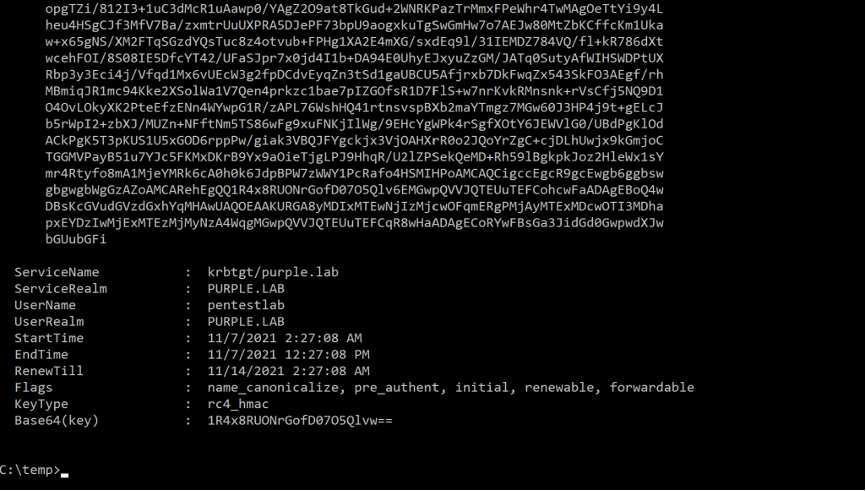 opgTZi/812I3+1uC3dMcR1uAawp0/YAgZ2O9at8TkGud+2WNRKPazTrMmxFPeWhr4TwMAgOeTtYi9y4L
heu4HSgCJf3MfV7Ba/zxmtrUuUXPRA5DJePF73bpU9aogxkuTgSwGmHw7o7AEJw80MtZbKCffcKm1Uka
w+x65gNS/XM2FTqSGzdYQsTuc8z4otvub+FPHg1XA2E4mXG/sxdEq9l/31IEMDZ784VQ/fl+kR786dXt
wcehFOI/8S08IE5DfcYT42/UFaSJpr7x0jd4I1b+DA94E0UhyEJxyuZzGM/JATq0SutyAfWIHSWDPtUX
Rbp3y3Eci4j/Vfqd1Mx6vUEcW3g2fpDCdvEyqZn3tSd1gaUBCU5Afjrxb7DkFwqZx543SkFO3AEgf/rh
MBmiqJR1mc94Kke2XSolWa1V7Qen4prkzc1bae7pIZGOfsR1D7FlS+w7nrKvkRMnsnk+rVsCfj5NQ9D1
O4OvLOkyXK2PteEfzENn4WYwpG1R/zAPL76WshHQ41rtnsvspBXb2maYTmgz7MGw60J3HP4j9t+gELcJ
b5rWpI2+zbXJ/MUZn+NFftNm5TS86wFg9xuFNKjIlWg/9EHcYgWPk4rSgfXOtY6JEWVlG0/UBdPgKlOd
ACkPgK5T3pKUS1U5xGOD6rppPw/giak3VBQJFYgckjx3VjOAHXrR0o2JQoYrZgC+cjDLhUwjx9kGmjoC
TGGMVPayB51u7YJc5FKMxDKrB9Yx9aOieTjgLPJ9HhqR/U2lZPSekQeMD+Rh59lBgkpkJoz2HleWx1sY
mr4Rtyfo8mA1MjeYMRk6cA0h0k6JdpBPW7zWWY1PcRafo4HSMIHPoAMCAQCigccEgcR9gcEwgb6ggbsw
gbgwgbWgGzAZoAMCARehEgQQ1R4x8RUONrGofD07O5Qlv6EMGwpQVVJQTEUuTEFCohcwFaADAgEBoQ4w
DBsKcGVudGVzdGxhYqMHAwUAQOEAAKURGA8yMDIxMTEwNjIzMjcwOFqmERgPMjAyMTExMDcwOTI3MDha
pxEYDzIwMjExMTEzMjMyNzA4WqgMGwpQVVJQTEUuTEFCqR8wHaADAgECoRYwFBsGa3JidGd0GwpwdXJw
bGUubGFi
ServiceName : krbtgt/purple.lab
ServiceRealm : PURPLE.LAB
UserName : pentestlab
UserRealm : PURPLE.LAB
StartTime : 11/7/2021 2:27:08 AM
EndTime : 11/7/2021 12:27:08 PM
RenewTill : 11/14/2021 2:27:08 AM
Flags : name_canonicalize, pre_authent, initial, renewable, forwardable
KeyType : rc4_hmac
Base64(key) : 1R4x8RUONrGofD07O5Qlvw==
C:\temp>